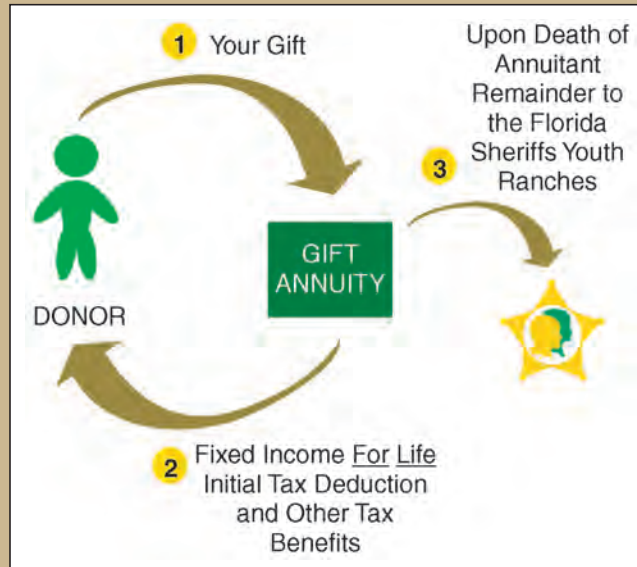 1 Your Gift
Upon Death of
Annuitant
Remainder to
the Florida
Sheriffs Youth
Ranches
3
GIFT
ANNUITY
DONOR
2 Fixed Income For Life
Initial Tax Deduction
and Other Tax
Benefits